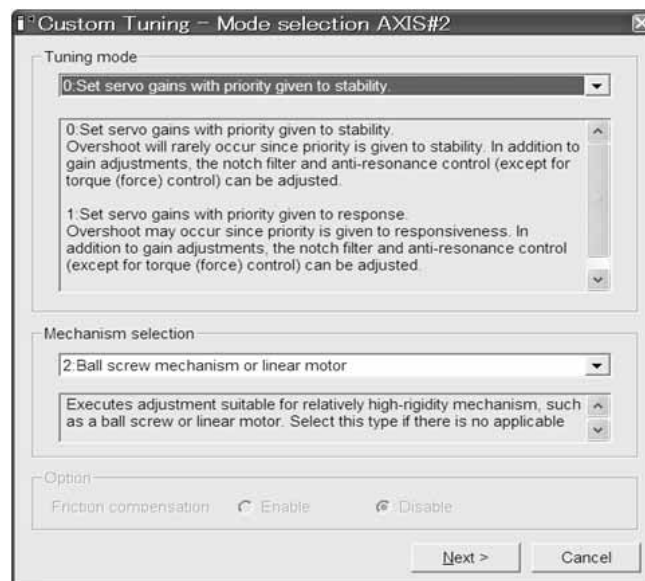 Custom Tuning - Mode selection AXIS#2
Tuning mode
0:Set servo gains with priority given to stability.
0:Set servo gains with priority given to stability.
Overshoot will rarely occur since priority is given to stability. In addition to
gain adjustments, the notch filter and anti-resonance control (except for
torque (force) control) can be adjusted.
1:Set servo gains with priority given to response.
Overshoot may occur since priority is given to responsiveness. In
addition to gain adjustments, the notch filter and anti-resonance control
(except for torque (force) control) can be adjusted.
Mechanism selection
2:Ball screw mechanism or linear motor
Executes adjustment suitable for relatively high-rigidity mechanism, such
as a ball screw or linear motor. Select this type if there is no applicable
Option
Friction compensation Enable Disable
Next > Cancel